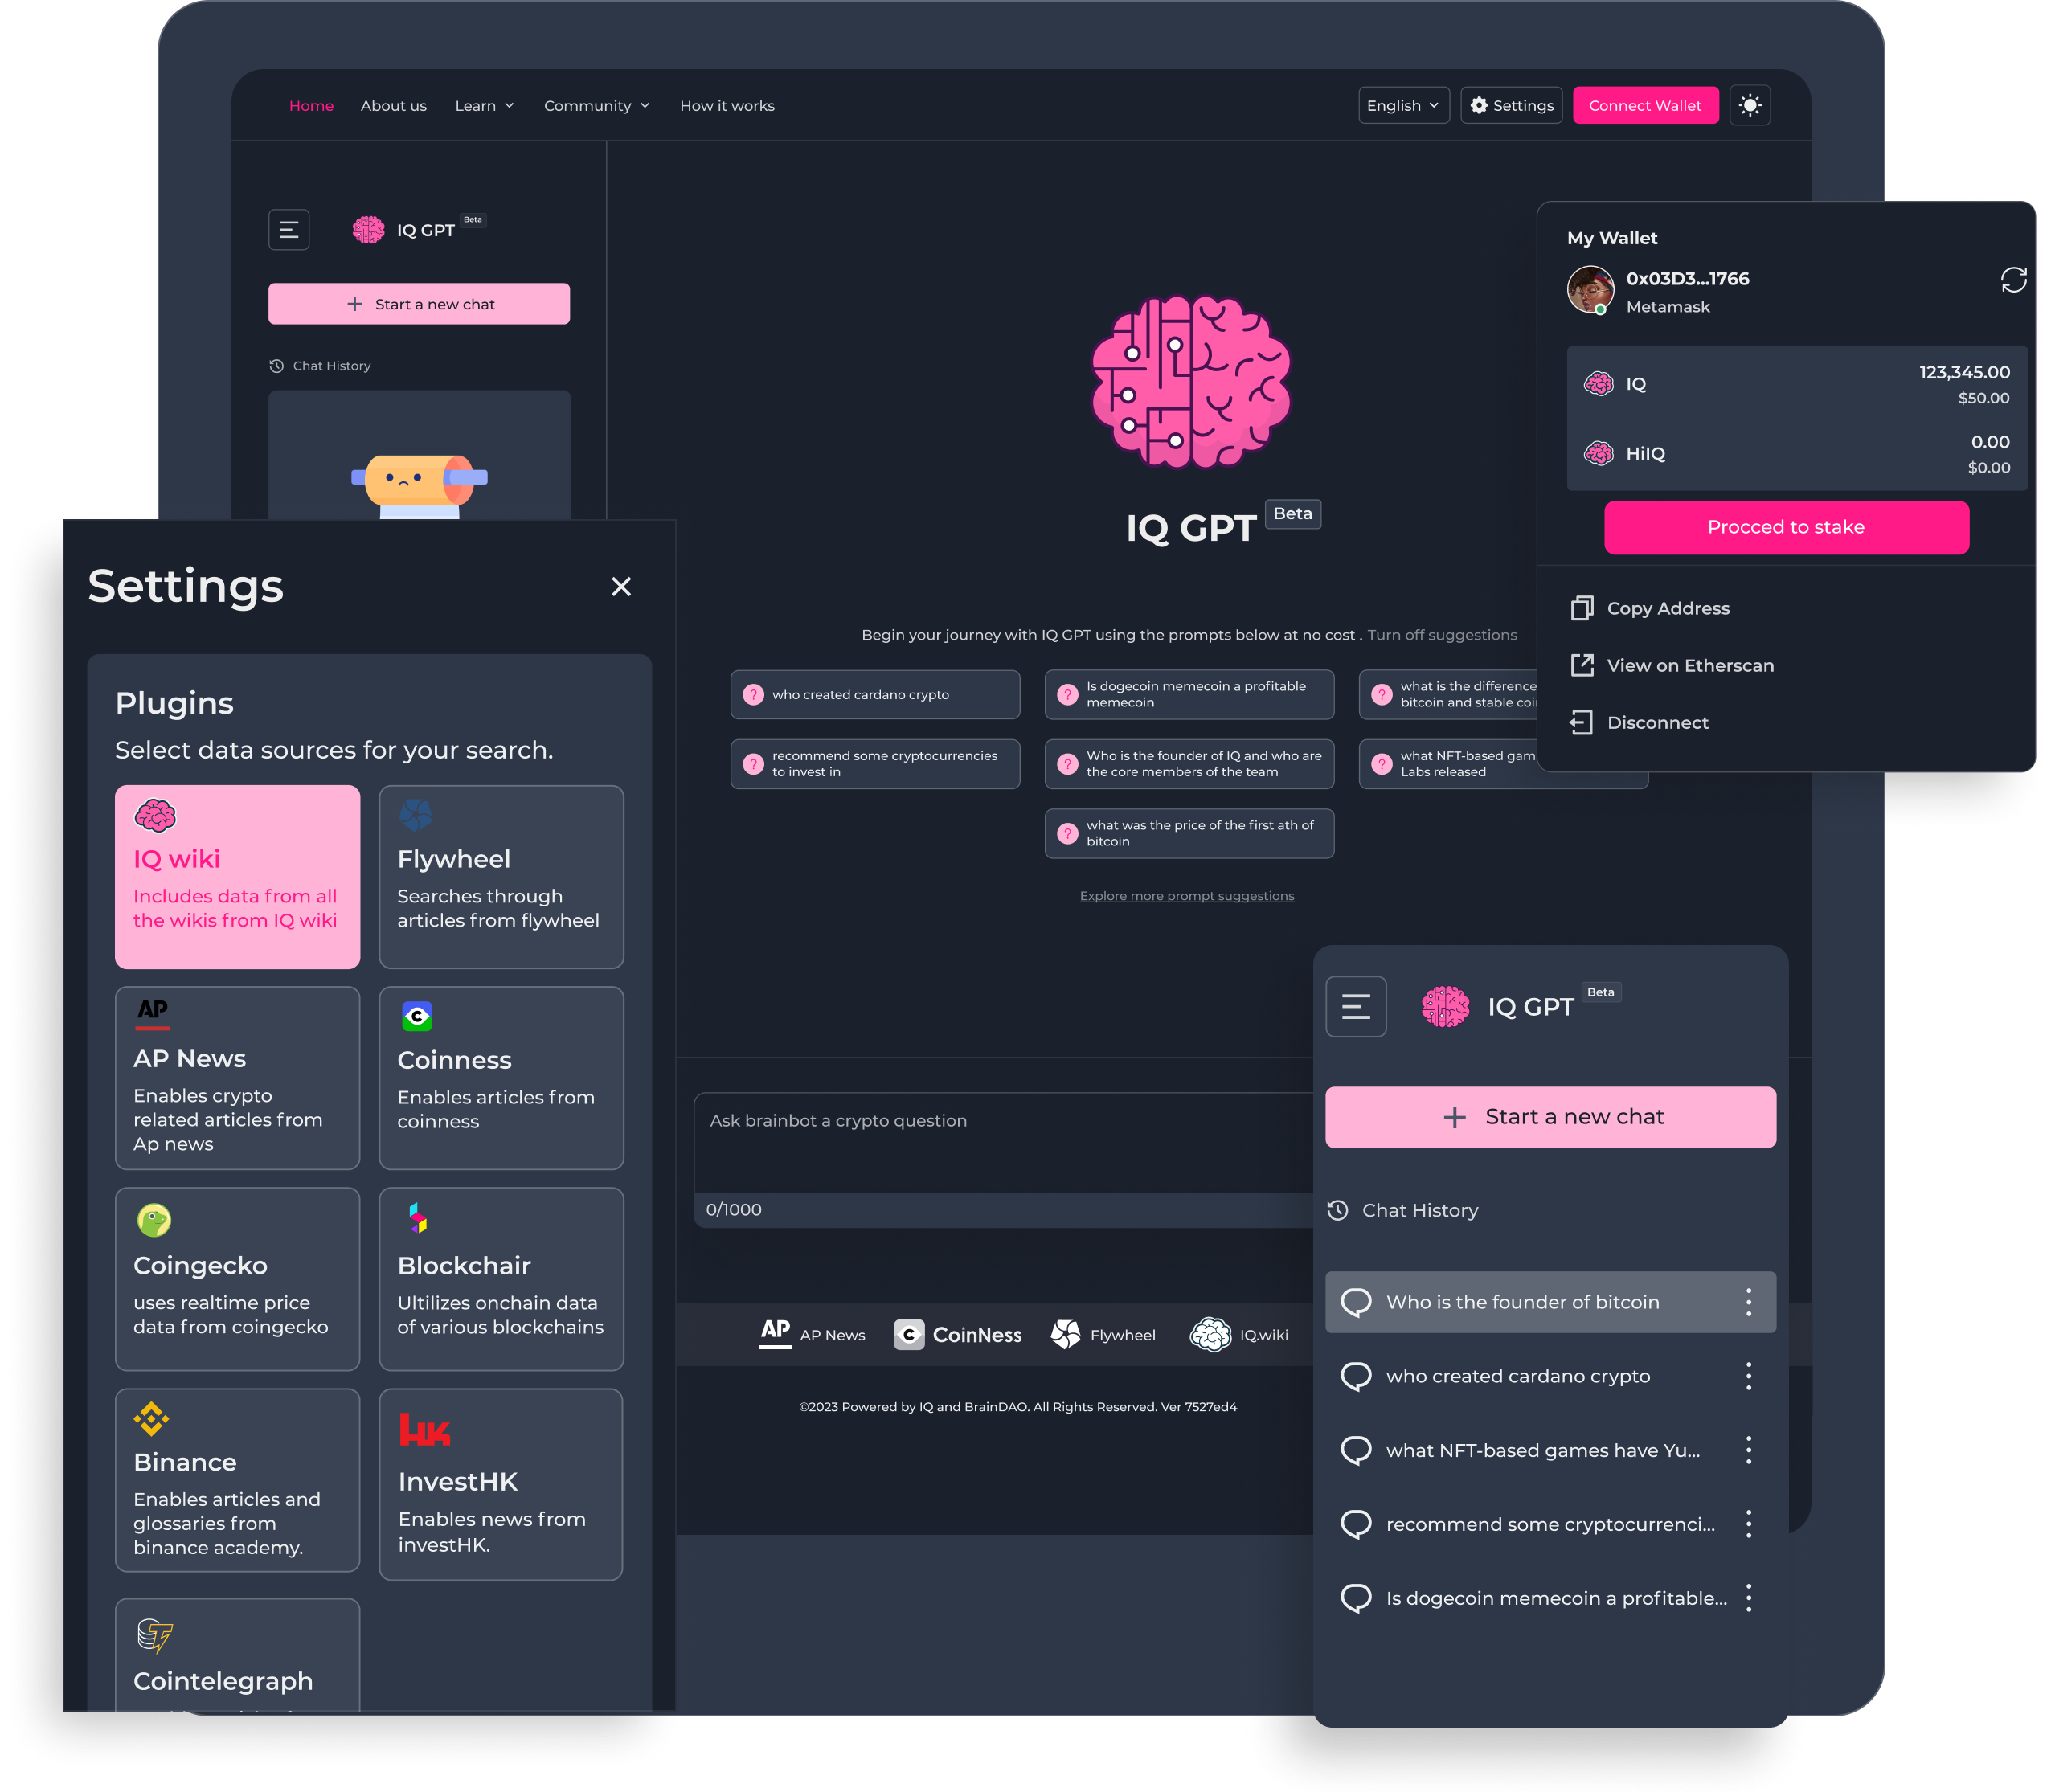 Home
About us
Learn
Community
How it works
English
Settings
Connect Wallet
IQ GPT
Beta
Start a new chat
Chat History
IQ GPT
Beta
Begin your journey with IQ GPT using the prompts below at no cost . Turn off suggestions
who created cardano crypto
Is dogecoin memecoin a profitable
memecoin
what is the difference
bitcoin and stable
recommend some cryptocurrencies
to invest in
Who is the founder of IQ and who are
the core members of the team
what NFT-based
Labs released
what was the price of the first ath of
bitcoin
Explore more prompt suggestions
Ask brainbot a crypto question
0/1000
AP
AP News
C
CoinNess
Flywheel
IQ.wiki
©2023 Powered by IQ and BrainDAO. All Rights Reserved. Ver 7527ed4
My Wallet
0x03D3...1766
Metamask
IQ
123,345.00
$50.00
HiIQ
0.00
$0.00
Procced to stake
Copy Address
View on Etherscan
Disconnect
Settings
Plugins
Select data sources for your search.
IQ wiki
Includes data from all
the wikis from IQ wiki
Flywheel
Searches through
articles from flywheel
AP
AP News
Enables crypto
related articles from
Ap news
C
Coinness
Enables articles from
coinness
Coingecko
uses realtime price
data from coingecko
Blockchair
Ultilizes onchain data
of various blockchains
Binance
Enables articles and
glossaries from
binance academy.
HK
InvestHK
Enables news from
investHK.
Cointelegraph
IQ GPT
Beta
Start a new chat
Chat History
Who is the founder of bitcoin
who created cardano crypto
what NFT-based games have Yu...
recommend some cryptocurrenci...
Is dogecoin memecoin a profitable...